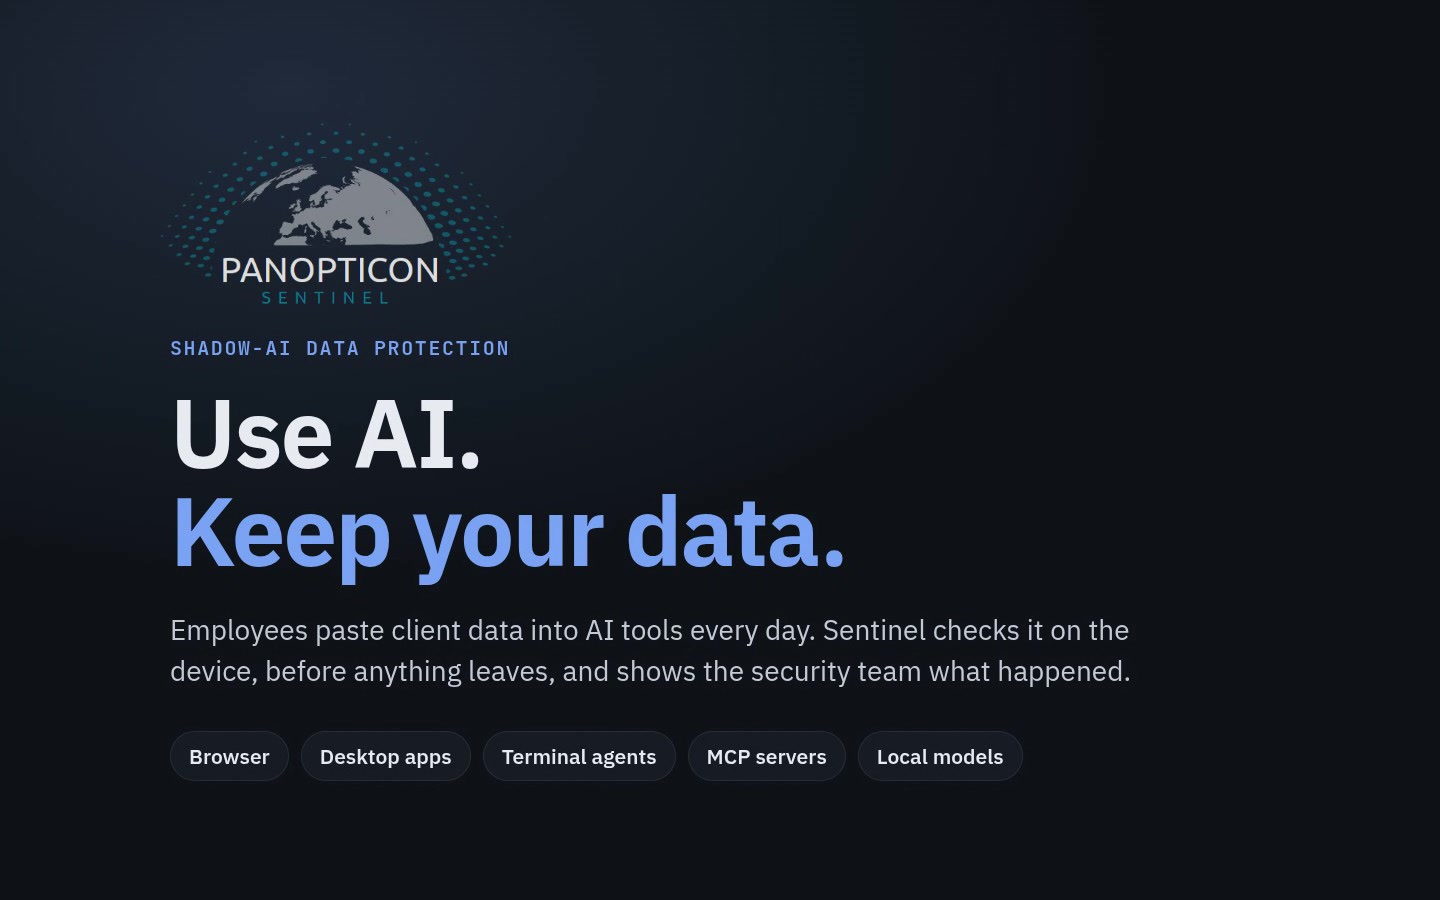 PANOPTICON
SENTINEL
SHADOW-AI DATA PROTECTION
Use AI.
Keep your data.
Employees paste client data into AI tools every day. Sentinel checks it on the
device, before anything leaves, and shows the security team what happened.
Browser
Desktop apps
Terminal agents
MCP servers
Local models